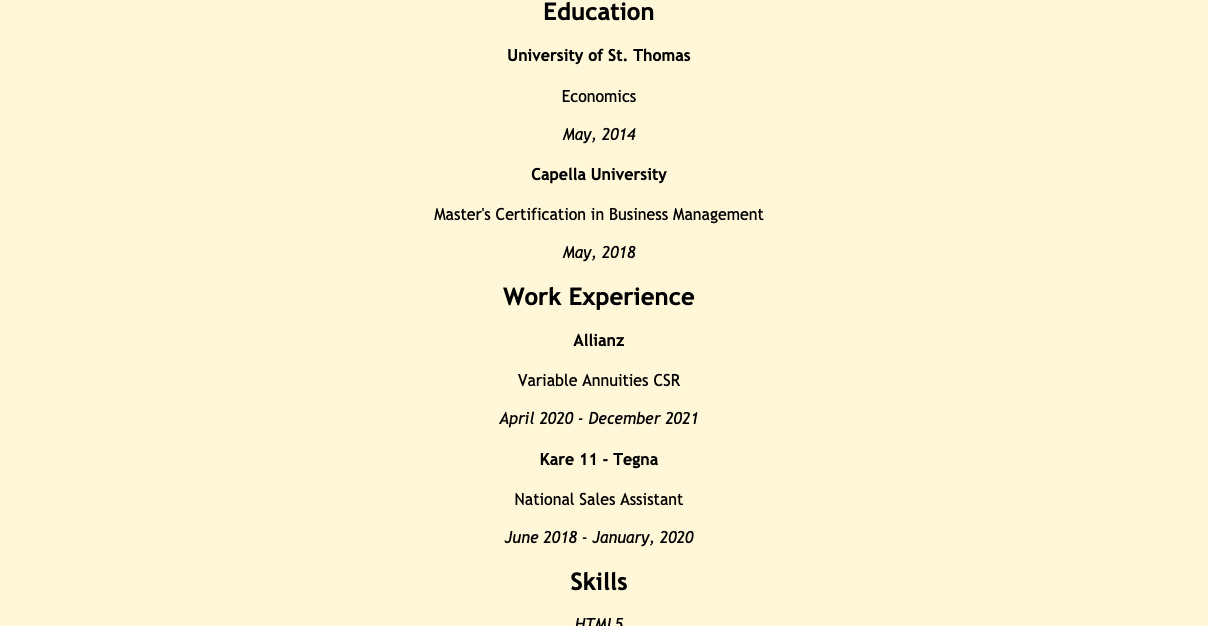 Education
University of St. Thomas
Economics
May, 2014
Capella University
Master's Certification in Business Management
May, 2018
Work Experience
Allianz
Variable Annuities CSR
April 2020 - December 2021
Kare 11 - Tegna
National Sales Assistant
June 2018 - January, 2020
Skills
HTML5